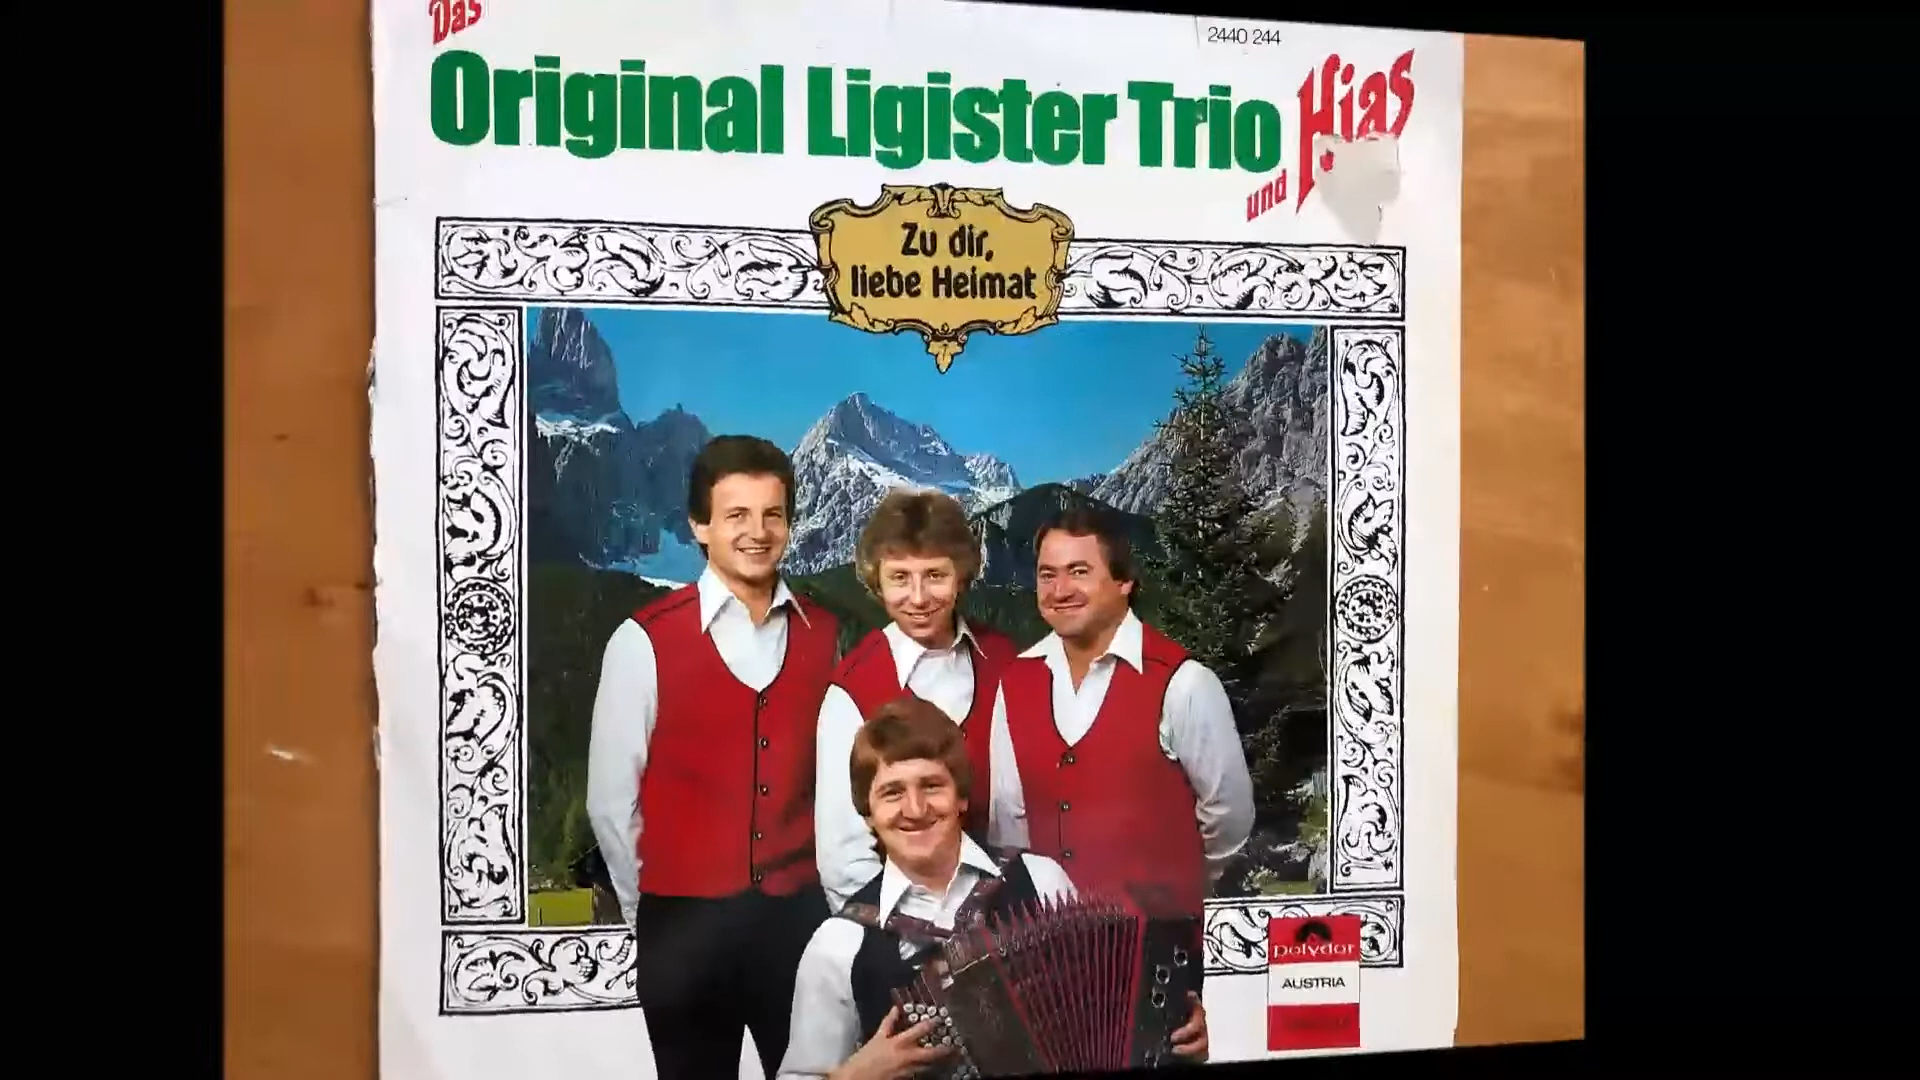 Das
2440 244
Original Ligister Trio
und Hias
Zu dir,
liebe Heimat
polydor
AUSTRIA